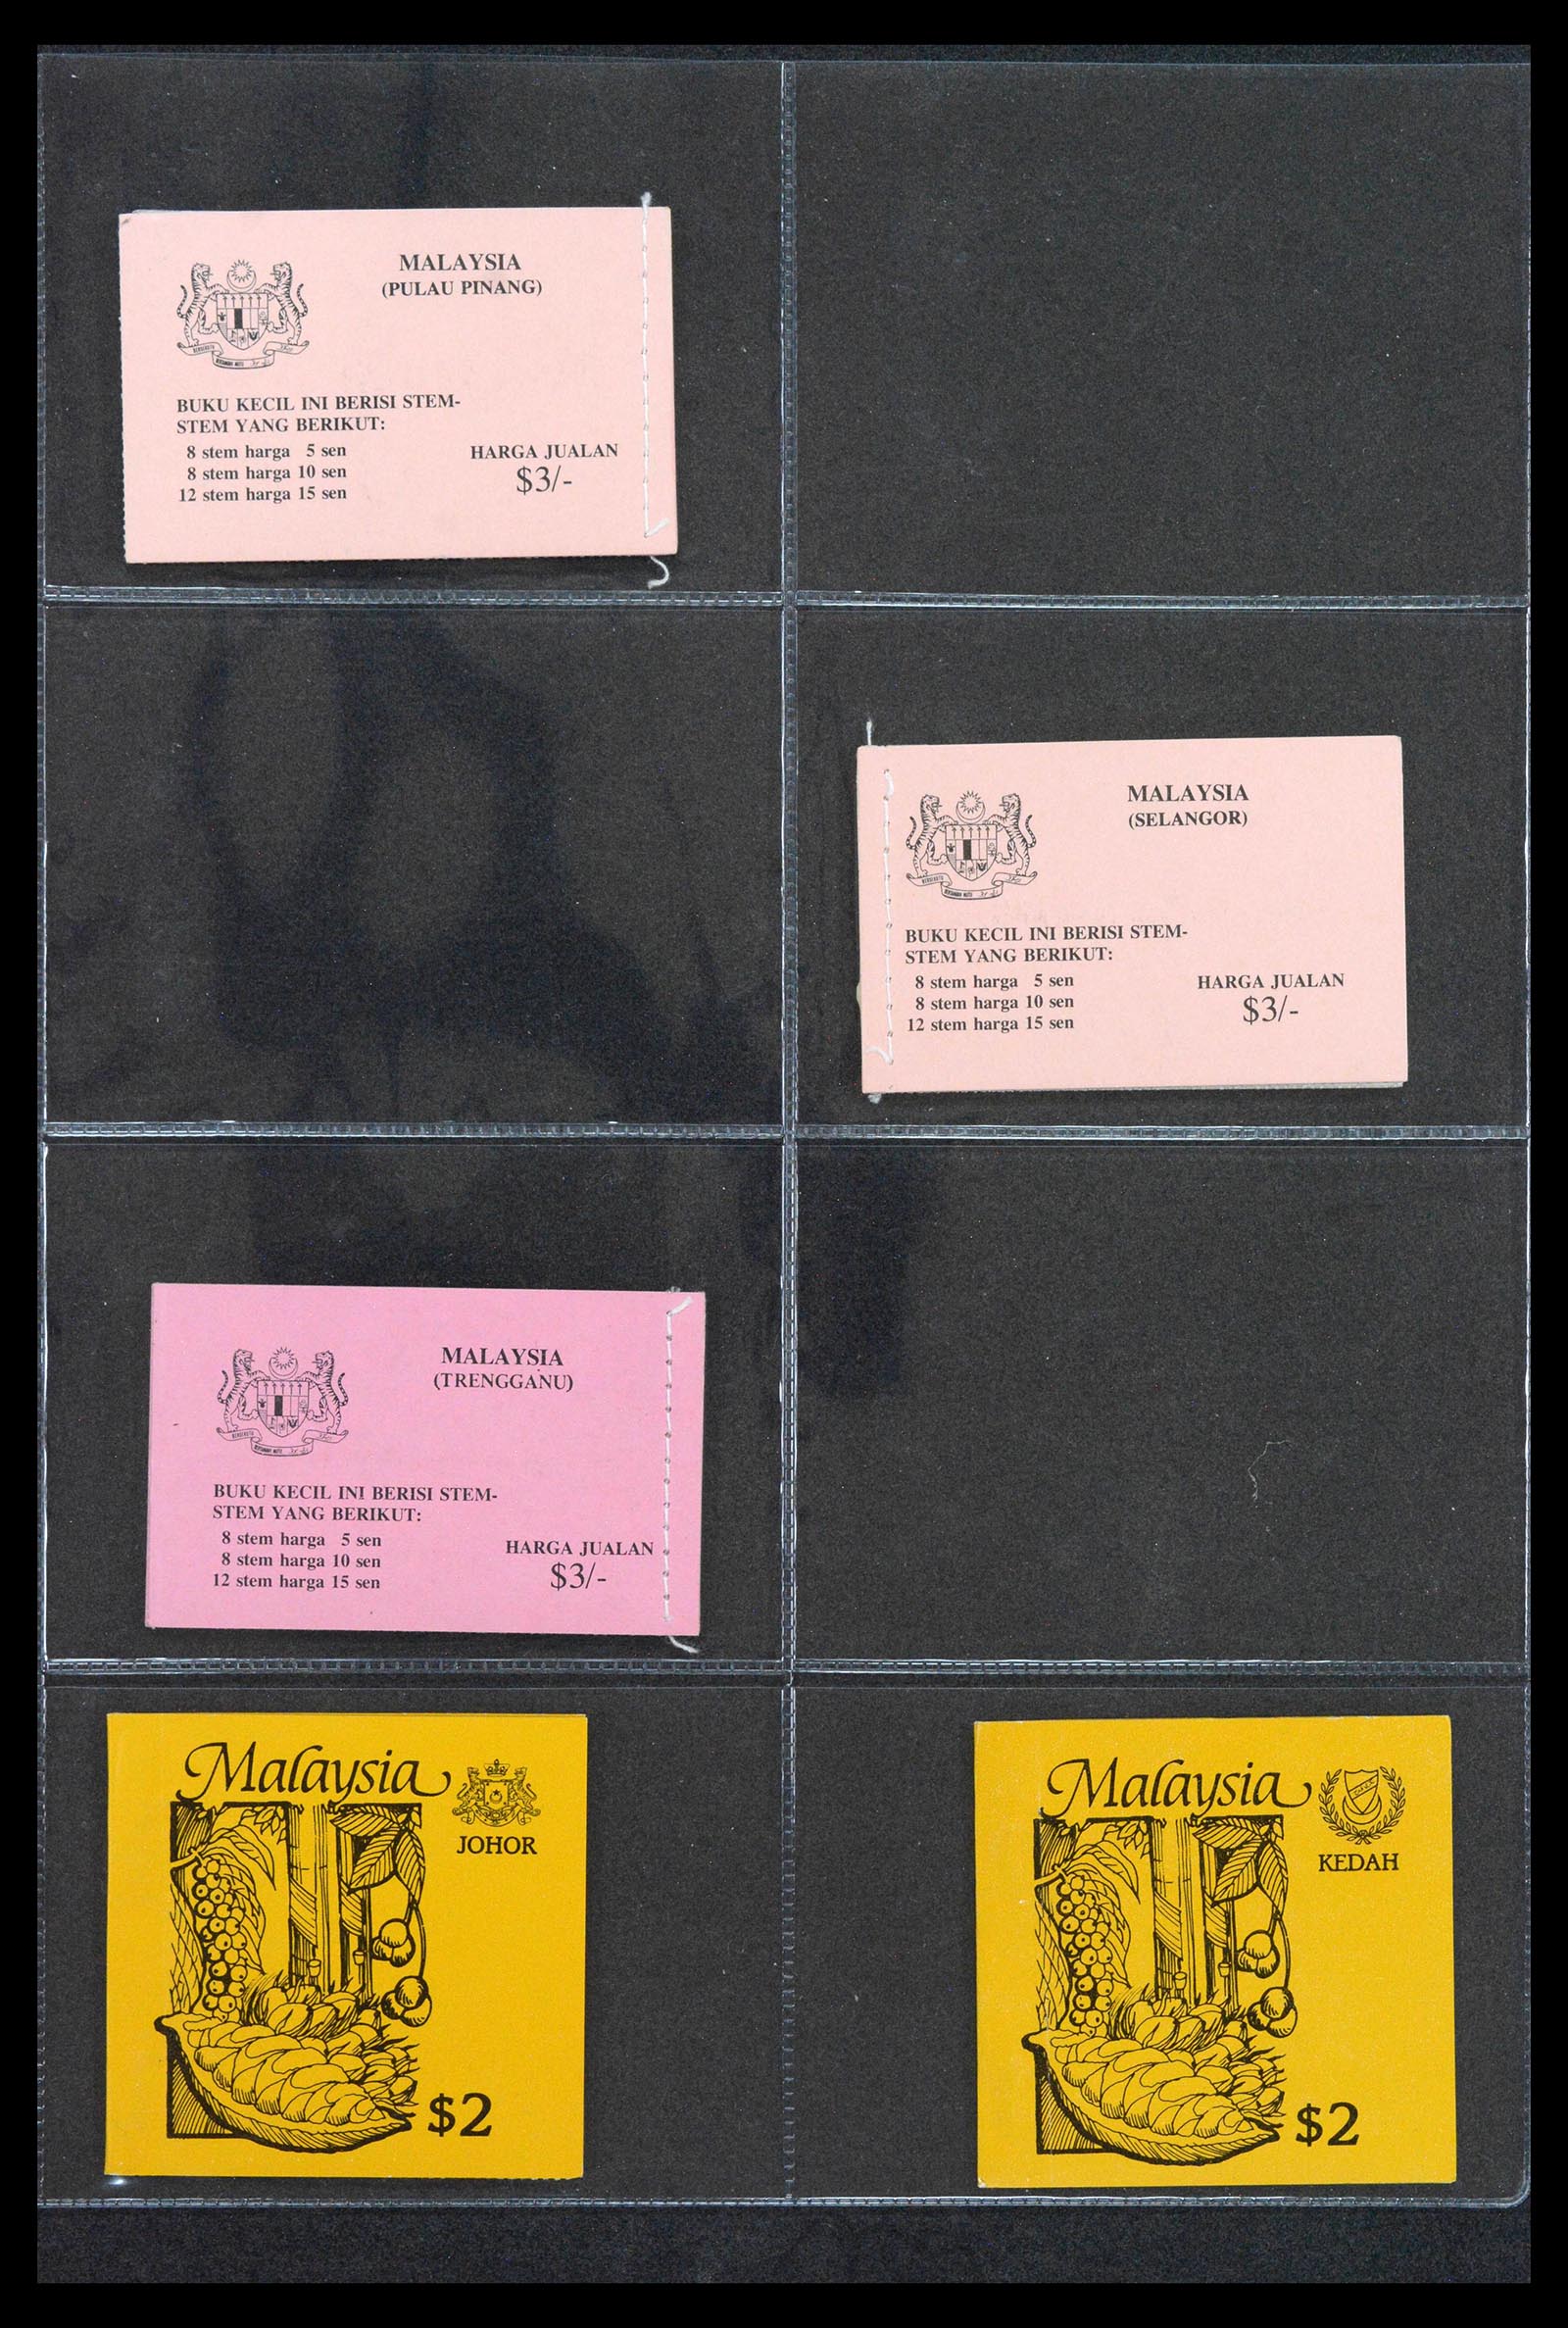 MALAYSIA
(PULAU PINANG)
BUKU KECIL INI BERISI STEM-
STEM YANG BERIKUT:
8 stem harga 5 sen
8 stem harga 10 sen
12 stem harga 15 sen
HARGA JUALAN
$3/-
MALAYSIA
(SELANGOR)
BUKU KECIL INI BERISI STEM-
STEM YANG BERIKUT:
8 stem harga 5 sen
8 stem harga 10 sen
12 stem harga 15 sen
HARGA JUALAN
$3/-
MALAYSIA
(TRENGGANU)
BUKU KECIL INI BERISI STEM-
STEM YANG BERIKUT:
8 stem harga 5 sen
8 stem harga 10 sen
12 stem harga 15 sen
HARGA JUALAN
$3/-
Malaysia
JOHOR
$2
Malaysia
KEDAH
$2